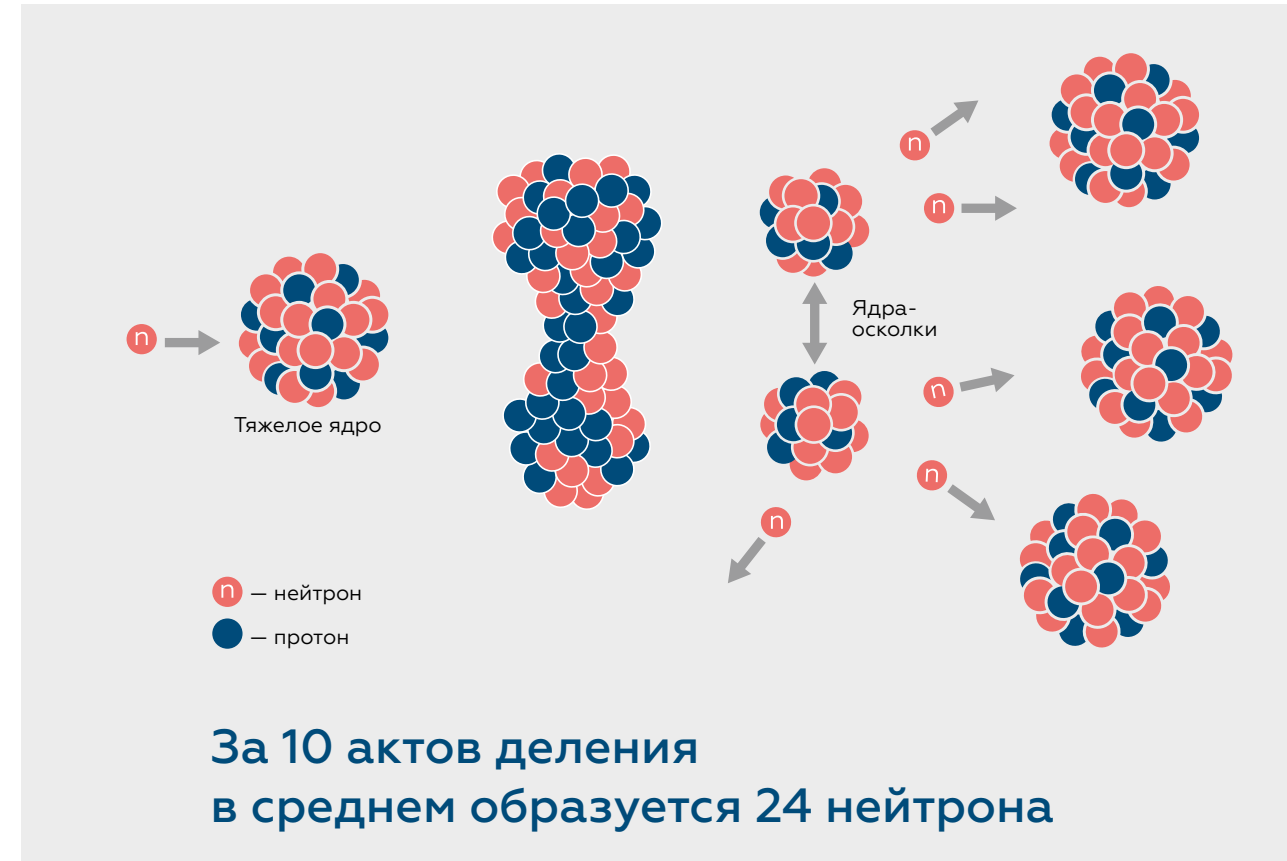 n
n
n
Ядра-
осколки
n
Тяжелое ядро
n
n
n
n — нейтрон
— протон
За 10 актов деления
в среднем образуется 24 нейтрона